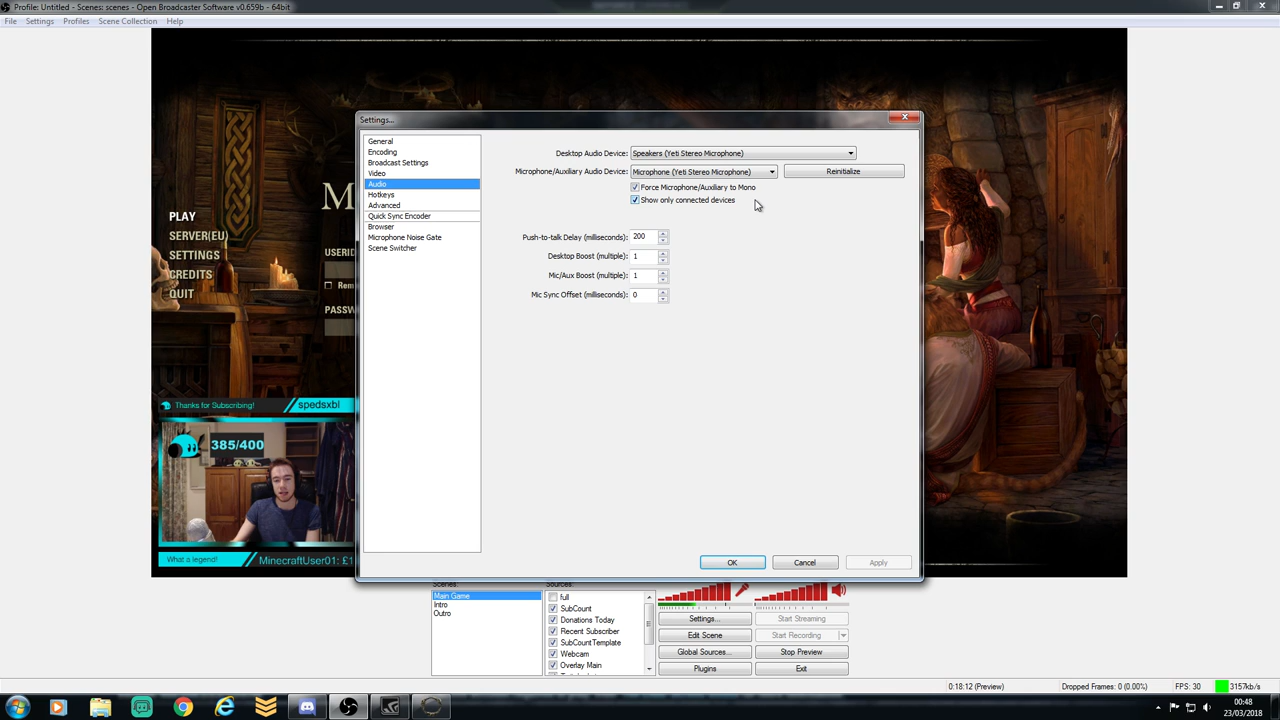 Profile: Untitled - Scenes: scenes - Open Broadcaster Software v0.659b - 64bit
File Settings Profiles Scene Collection Help
Settings...
General
Encoding
Broadcast Settings
Video
Audio
Hotkeys
Advanced
Quick Sync Encoder
Browser
Microphone Noise Gate
Scene Switcher
Desktop Audio Device: Speakers (Yeti Stereo Microphone)
Microphone/Auxiliary Audio Device: Microphone (Yeti Stereo Microphone) Reinitialize
Force Microphone/Auxiliary to Mono
Show only connected devices
Push-to-talk Delay (milliseconds): 200
Desktop Boost (multiple): 1
Mic/Aux Boost (multiple): 1
Mic Sync Offset (milliseconds): 0
OK Cancel Apply
M
PLAY
SERVER(EU)
SETTINGS
CREDITS
QUIT
USERID
Rem
PASSW
Thanks for Subscribing! spedsxbl
385/400
What a legend! MinecraftUser01: £1
Scenes:
Main Game
Intro
Outro
Sources:
full
SubCount
Donations Today
Recent Subscriber
SubCountTemplate
Webcam
Overlay Main
Settings... Start Streaming
Edit Scene Start Recording
Global Sources... Stop Preview
Plugins Exit
0:18:12 (Preview) Dropped Frames: 0 (0.00%) FPS: 30 3157kb/s
00:48
23/03/2018